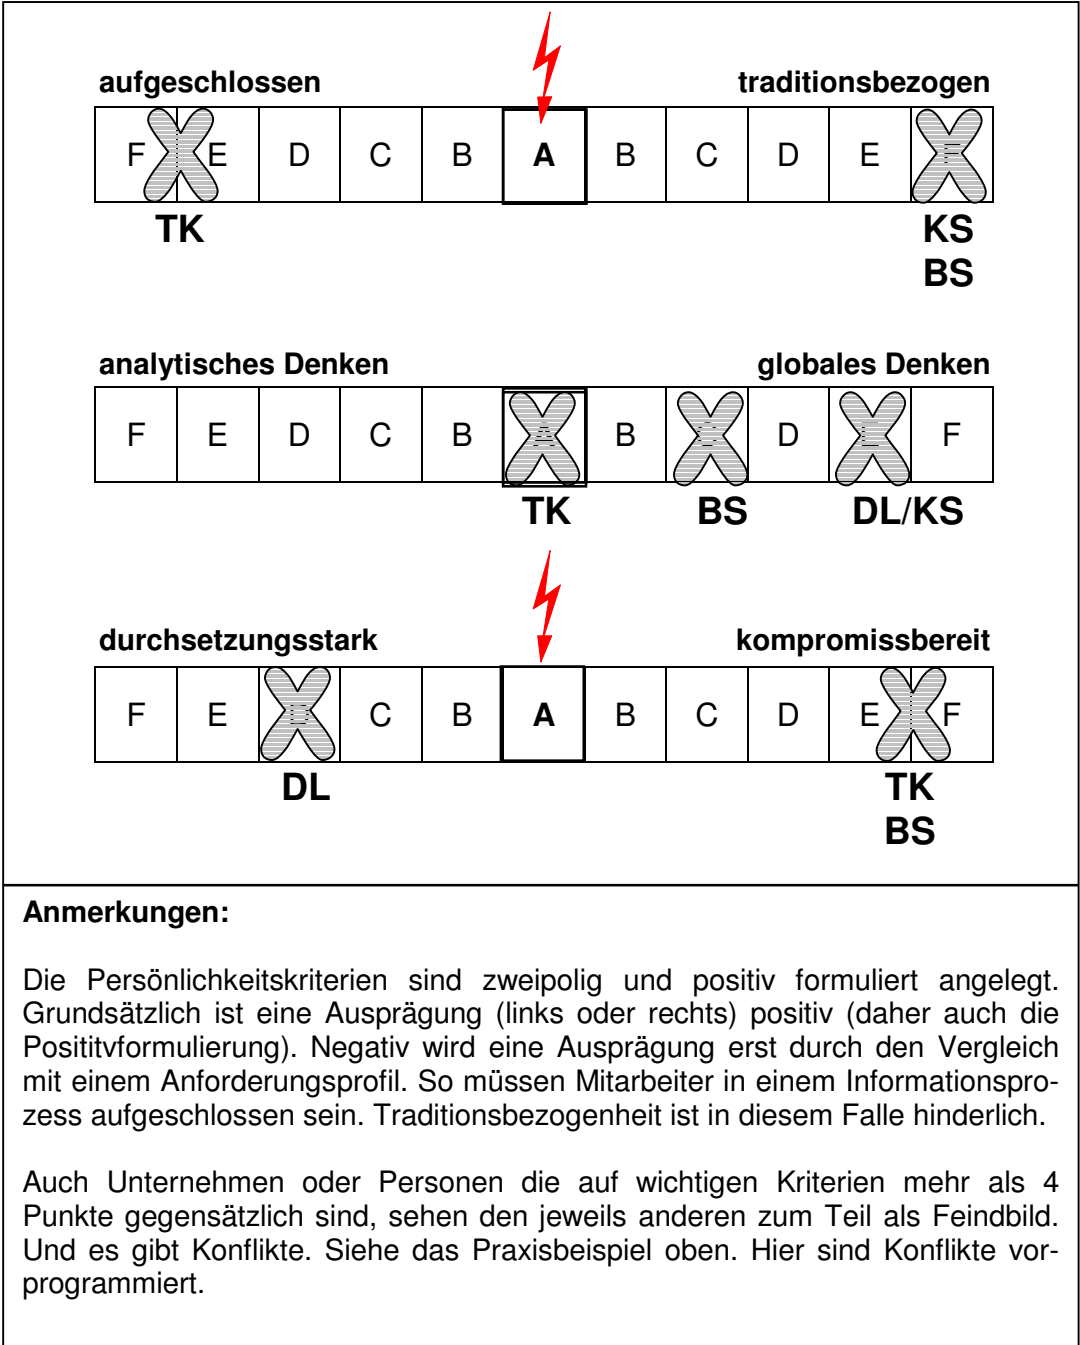 aufgeschlossen traditionsbezogen
F E D C B A B C D E F
TK KS
BS
analytisches Denken globales Denken
F E D C B A B C D E F
TK BS DL/KS
durchsetzungsstark kompromissbereit
F E D C B A B C D E F
DL TK
BS
Anmerkungen:
Die Persönlichkeitskriterien sind zweipolig und positiv formuliert angelegt.
Grundsätzlich ist eine Ausprägung (links oder rechts) positiv (daher auch die
Posititvformulierung). Negativ wird eine Ausprägung erst durch den Vergleich
mit einem Anforderungsprofil. So müssen Mitarbeiter in einem Informationspro-
zess aufgeschlossen sein. Traditionsbezogenheit ist in diesem Falle hinderlich.
Auch Unternehmen oder Personen die auf wichtigen Kriterien mehr als 4
Punkte gegensätzlich sind, sehen den jeweils anderen zum Teil als Feindbild.
Und es gibt Konflikte. Siehe das Praxisbeispiel oben. Hier sind Konflikte vor-
programmiert.